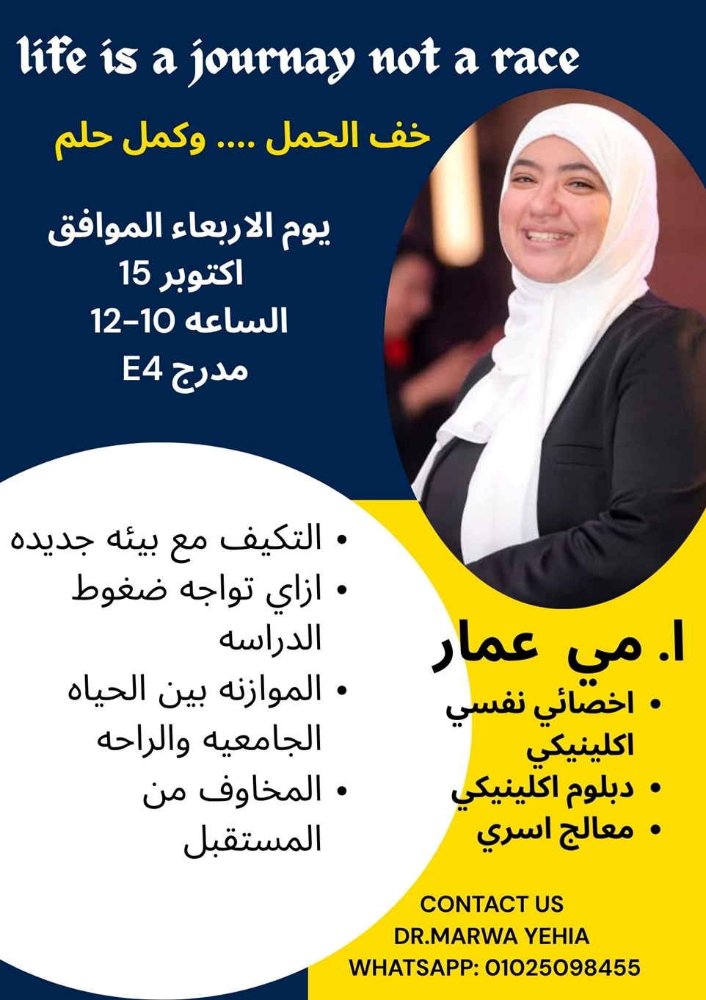 life is a journay not a race
خف الحمل .... وكمل حلم
يوم الاربعاء الموافق
15 اكتوبر
الساعه 10-12
مدرج E4
• التكيف مع بيئه جديده
• ازاي تواجه ضغوط
الدراسه
• الموازنه بين الحياه
الجامعيه والراحه
• المخاوف من
المستقبل
ا. مي عمار
• اخصائي نفسي
اكلينيكي
• دبلوم اكلينيكي
• معالج اسري
CONTACT US
DR.MARWA YEHIA
WHATSAPP: 01025098455